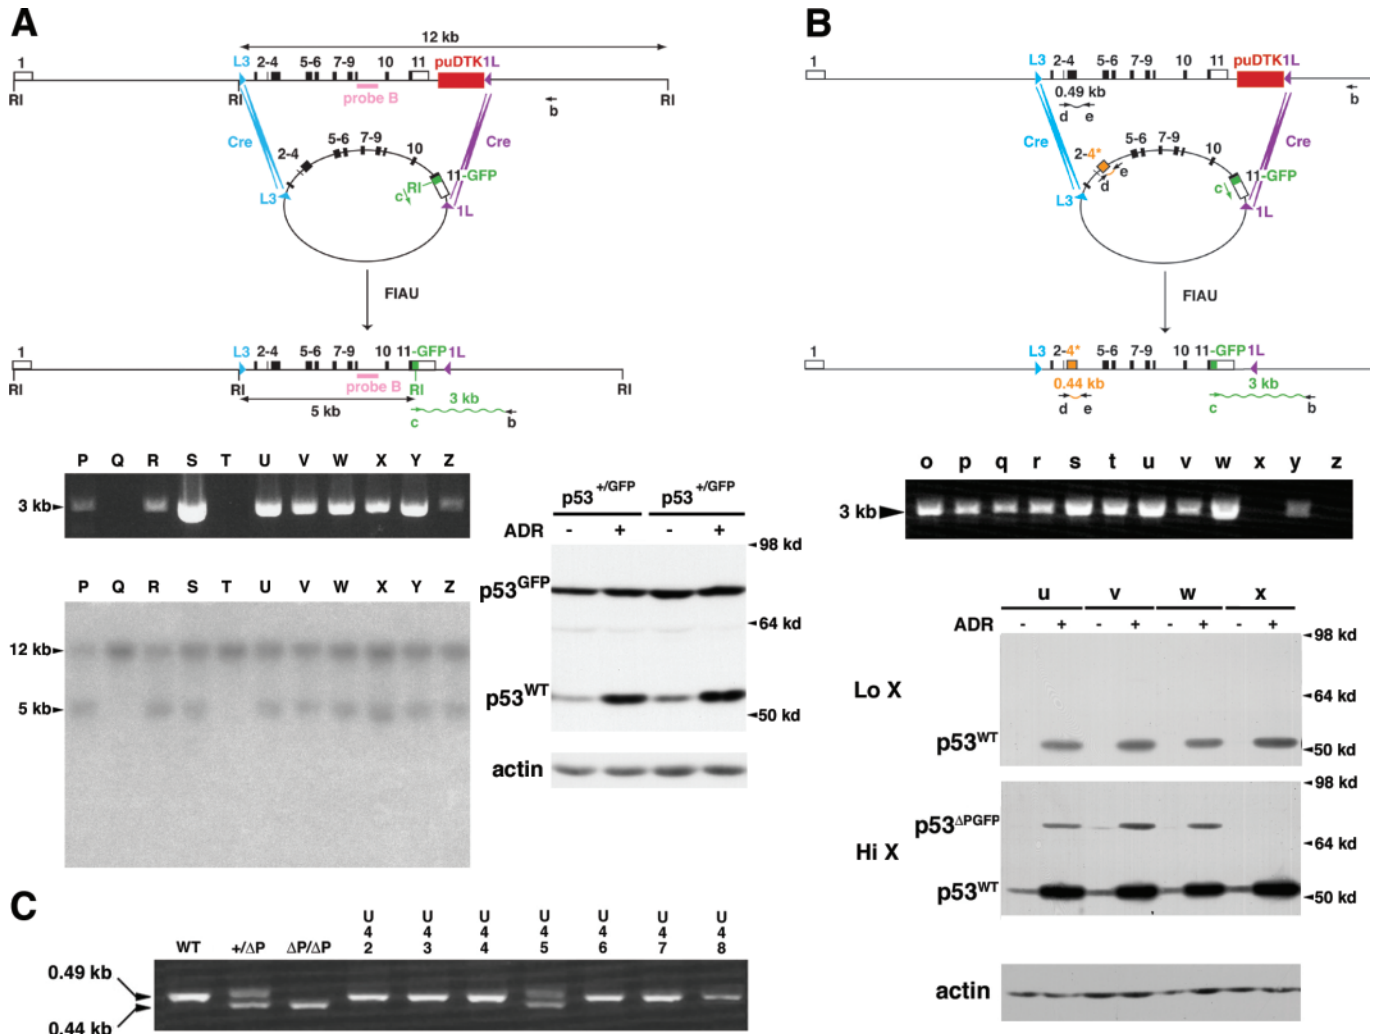 A
12 kb
1
L3
2-4
5-6
7-9
10
11
puDTK
1L
RI
RI
probe B
b
RI
Cre
Cre
2-4
5-6
7-9
10
11-GFP
RI
c
L3
1L
FIAU
1
L3
2-4
5-6
7-9
10
11-GFP
1L
RI
RI
probe B
RI
RI
5 kb
3 kb
c
b
P Q R S T U V W X Y Z
3 kb
P Q R S T U V W X Y Z
12 kb
5 kb
p53+/GFP p53+/GFP
ADR - + - +
98 kd
p53GFP
64 kd
p53WT
50 kd
actin
B
1
L3
2-4
5-6
7-9
10
11
puDTK
1L
0.49 kb
d e
b
Cre
Cre
2-4*
5-6
7-9
10
11-GFP
d e
c
L3
1L
FIAU
1
L3
2-4*
5-6
7-9
10
11-GFP
1L
0.44 kb
3 kb
d e
c
b
o p q r s t u v w x y z
3 kb
u v w x
ADR - + - + - + - +
98 kd
Lo X
64 kd
p53WT
50 kd
98 kd
p53ΔPGFP
Hi X
64 kd
p53WT
50 kd
actin
C
WT +/ΔP ΔP/ΔP U42 U43 U44 U45 U46 U47 U48
0.49 kb
0.44 kb